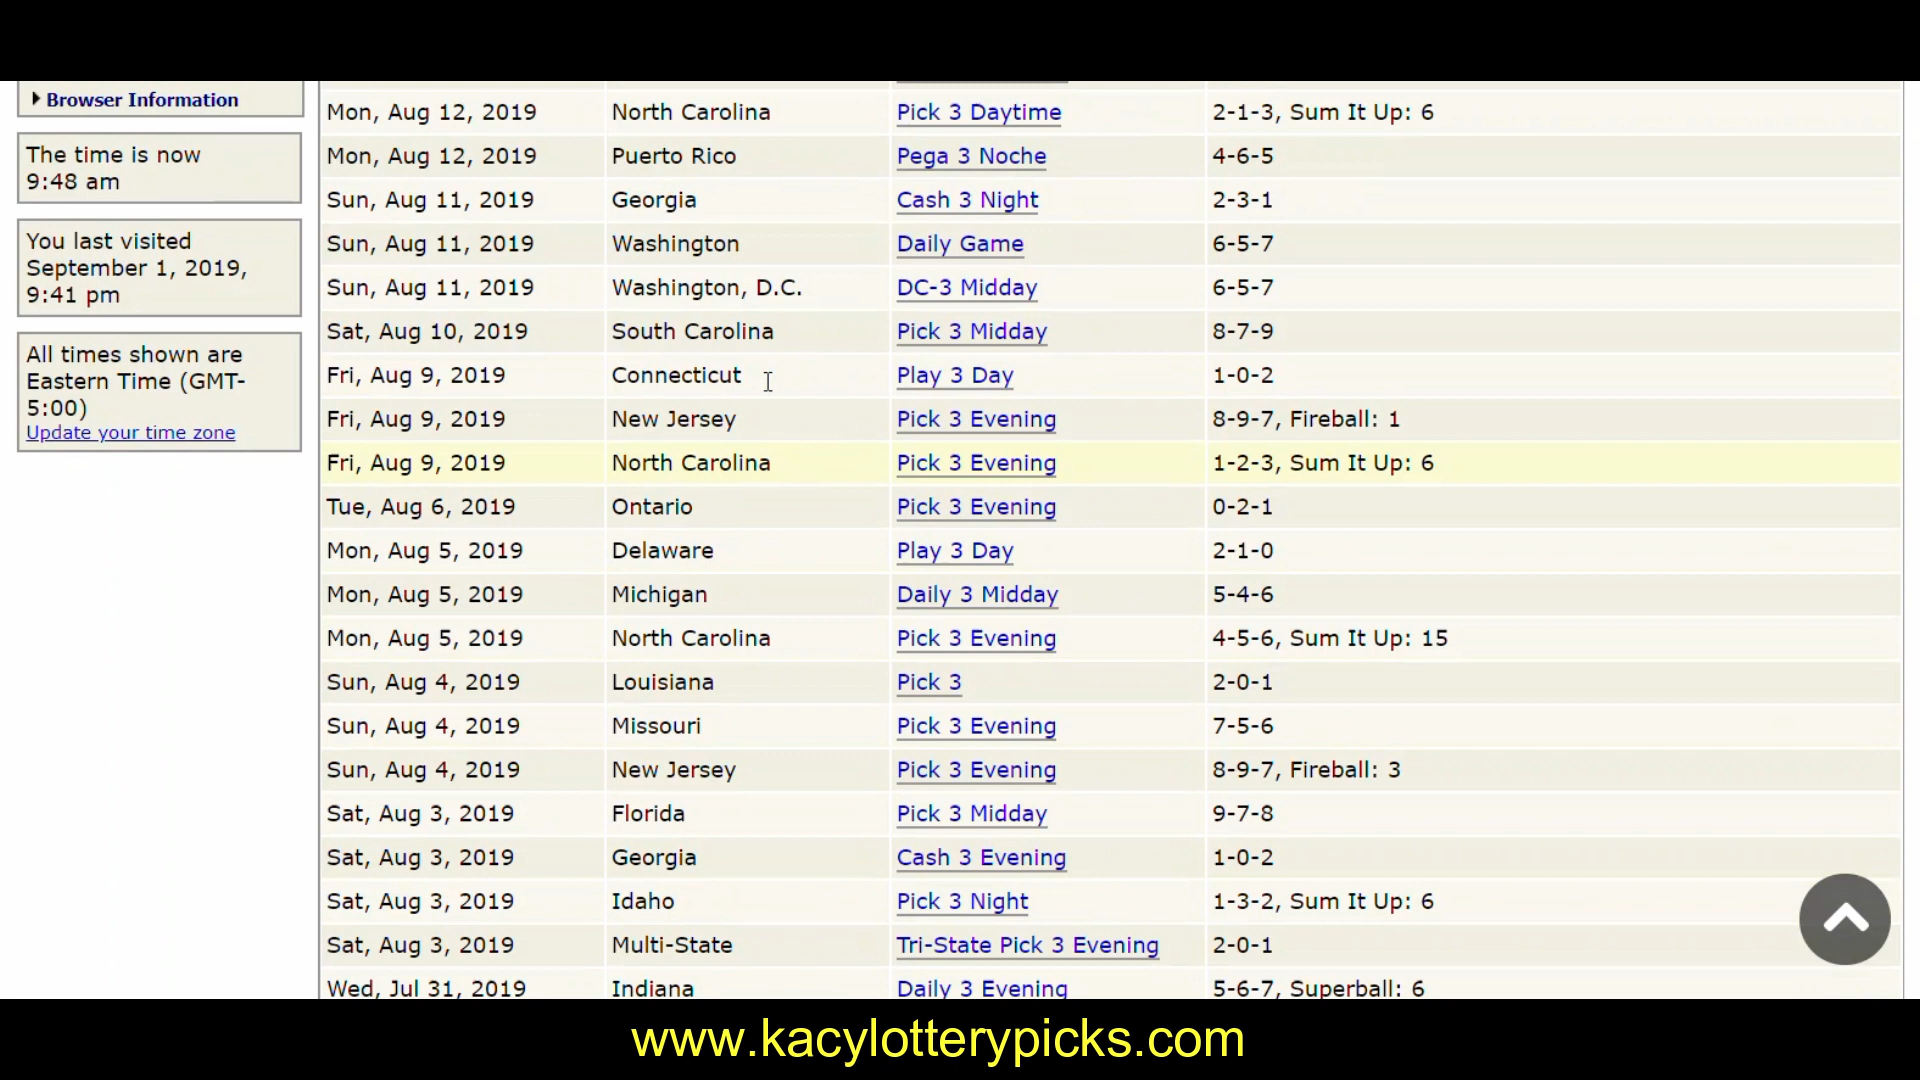 Browser Information
The time is now
9:48 am
You last visited
September 1, 2019,
9:41 pm
All times shown are
Eastern Time (GMT-
5:00)
Update your time zone
Mon, Aug 12, 2019 North Carolina Pick 3 Daytime 2-1-3, Sum It Up: 6
Mon, Aug 12, 2019 Puerto Rico Pega 3 Noche 4-6-5
Sun, Aug 11, 2019 Georgia Cash 3 Night 2-3-1
Sun, Aug 11, 2019 Washington Daily Game 6-5-7
Sun, Aug 11, 2019 Washington, D.C. DC-3 Midday 6-5-7
Sat, Aug 10, 2019 South Carolina Pick 3 Midday 8-7-9
Fri, Aug 9, 2019 Connecticut Play 3 Day 1-0-2
Fri, Aug 9, 2019 New Jersey Pick 3 Evening 8-9-7, Fireball: 1
Fri, Aug 9, 2019 North Carolina Pick 3 Evening 1-2-3, Sum It Up: 6
Tue, Aug 6, 2019 Ontario Pick 3 Evening 0-2-1
Mon, Aug 5, 2019 Delaware Play 3 Day 2-1-0
Mon, Aug 5, 2019 Michigan Daily 3 Midday 5-4-6
Mon, Aug 5, 2019 North Carolina Pick 3 Evening 4-5-6, Sum It Up: 15
Sun, Aug 4, 2019 Louisiana Pick 3 2-0-1
Sun, Aug 4, 2019 Missouri Pick 3 Evening 7-5-6
Sun, Aug 4, 2019 New Jersey Pick 3 Evening 8-9-7, Fireball: 3
Sat, Aug 3, 2019 Florida Pick 3 Midday 9-7-8
Sat, Aug 3, 2019 Georgia Cash 3 Evening 1-0-2
Sat, Aug 3, 2019 Idaho Pick 3 Night 1-3-2, Sum It Up: 6
Sat, Aug 3, 2019 Multi-State Tri-State Pick 3 Evening 2-0-1
Wed, Jul 31, 2019 Indiana Daily 3 Evening 5-6-7, Superball: 6
www.kacylotterypicks.com